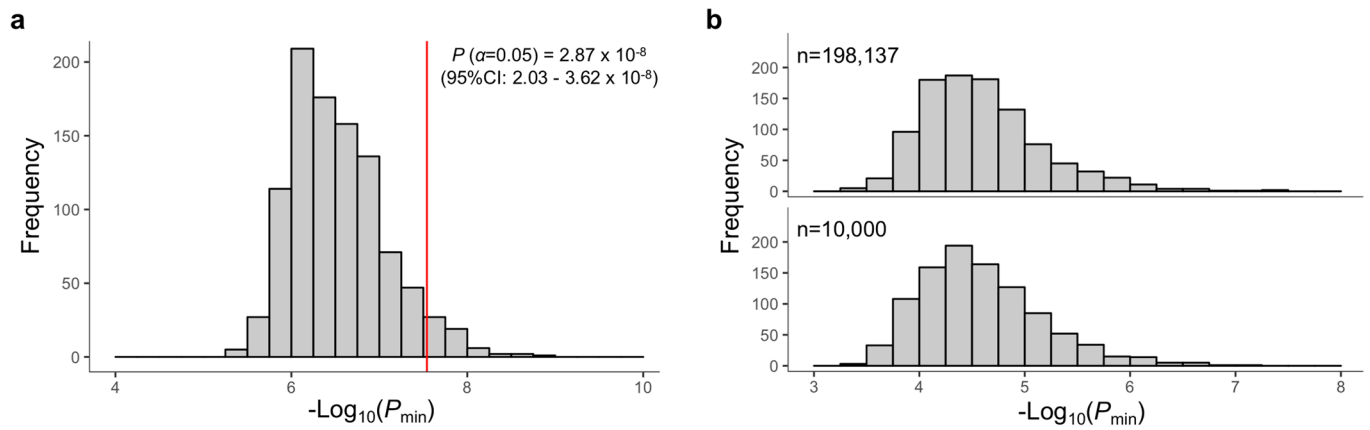 a
P (α=0.05) = 2.87 x 10-8
(95%CI: 2.03 - 3.62 x 10-8)
Frequency
200
150
100
50
0
4 6 8 10
-Log10(Pmin)
b
n=198,137
200
150
100
50
0
Frequency
n=10,000
200
150
100
50
0
3 4 5 6 7 8
-Log10(Pmin)